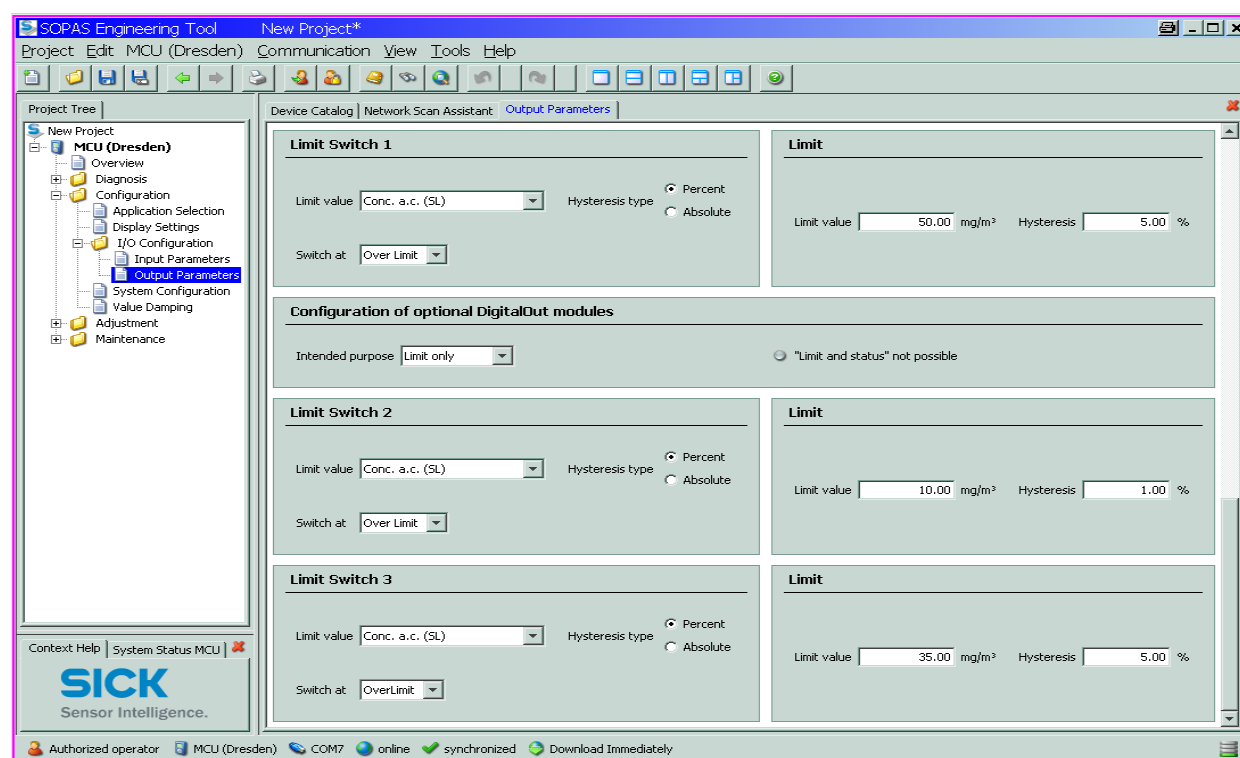 SOPAS Engineering Tool New Project*
Project Edit MCU (Dresden) Communication View Tools Help
Project Tree
New Project
MCU (Dresden)
Overview
Diagnosis
Configuration
Application Selection
Display Settings
I/O Configuration
Input Parameters
Output Parameters
System Configuration
Value Damping
Adjustment
Maintenance
Context Help System Status MCU
SICK
Sensor Intelligence.
Device Catalog Network Scan Assistant Output Parameters
Limit Switch 1
Limit value Conc. a.c. (SL) Hysteresis type Percent
Absolute
Switch at Over Limit
Limit
Limit value 50.00 mg/m³ Hysteresis 5.00 %
Configuration of optional DigitalOut modules
Intended purpose Limit only "Limit and status" not possible
Limit Switch 2
Limit value Conc. a.c. (SL) Hysteresis type Percent
Absolute
Switch at Over Limit
Limit
Limit value 10.00 mg/m³ Hysteresis 1.00 %
Limit Switch 3
Limit value Conc. a.c. (SL) Hysteresis type Percent
Absolute
Switch at OverLimit
Limit
Limit value 35.00 mg/m³ Hysteresis 5.00 %
Authorized operator MCU (Dresden) COM7 online synchronized Download Immediately